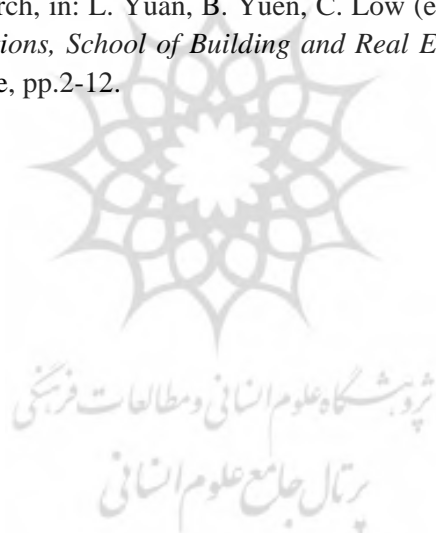 rch, in: L. Yuan, B. Yuen, C. Low (e
tions, School of Building and Real E
e, pp.2-12.
پژوهشگاه علوم انسانی و مطالعات فرهنگی
پرتال جامع علوم انسانی